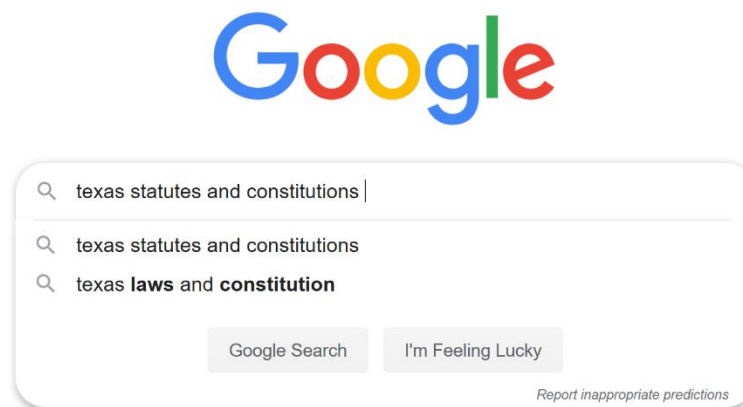 Google
texas statutes and constitutions
texas statutes and constitutions
texas laws and constitution
Google Search
I'm Feeling Lucky
Report inappropriate predictions